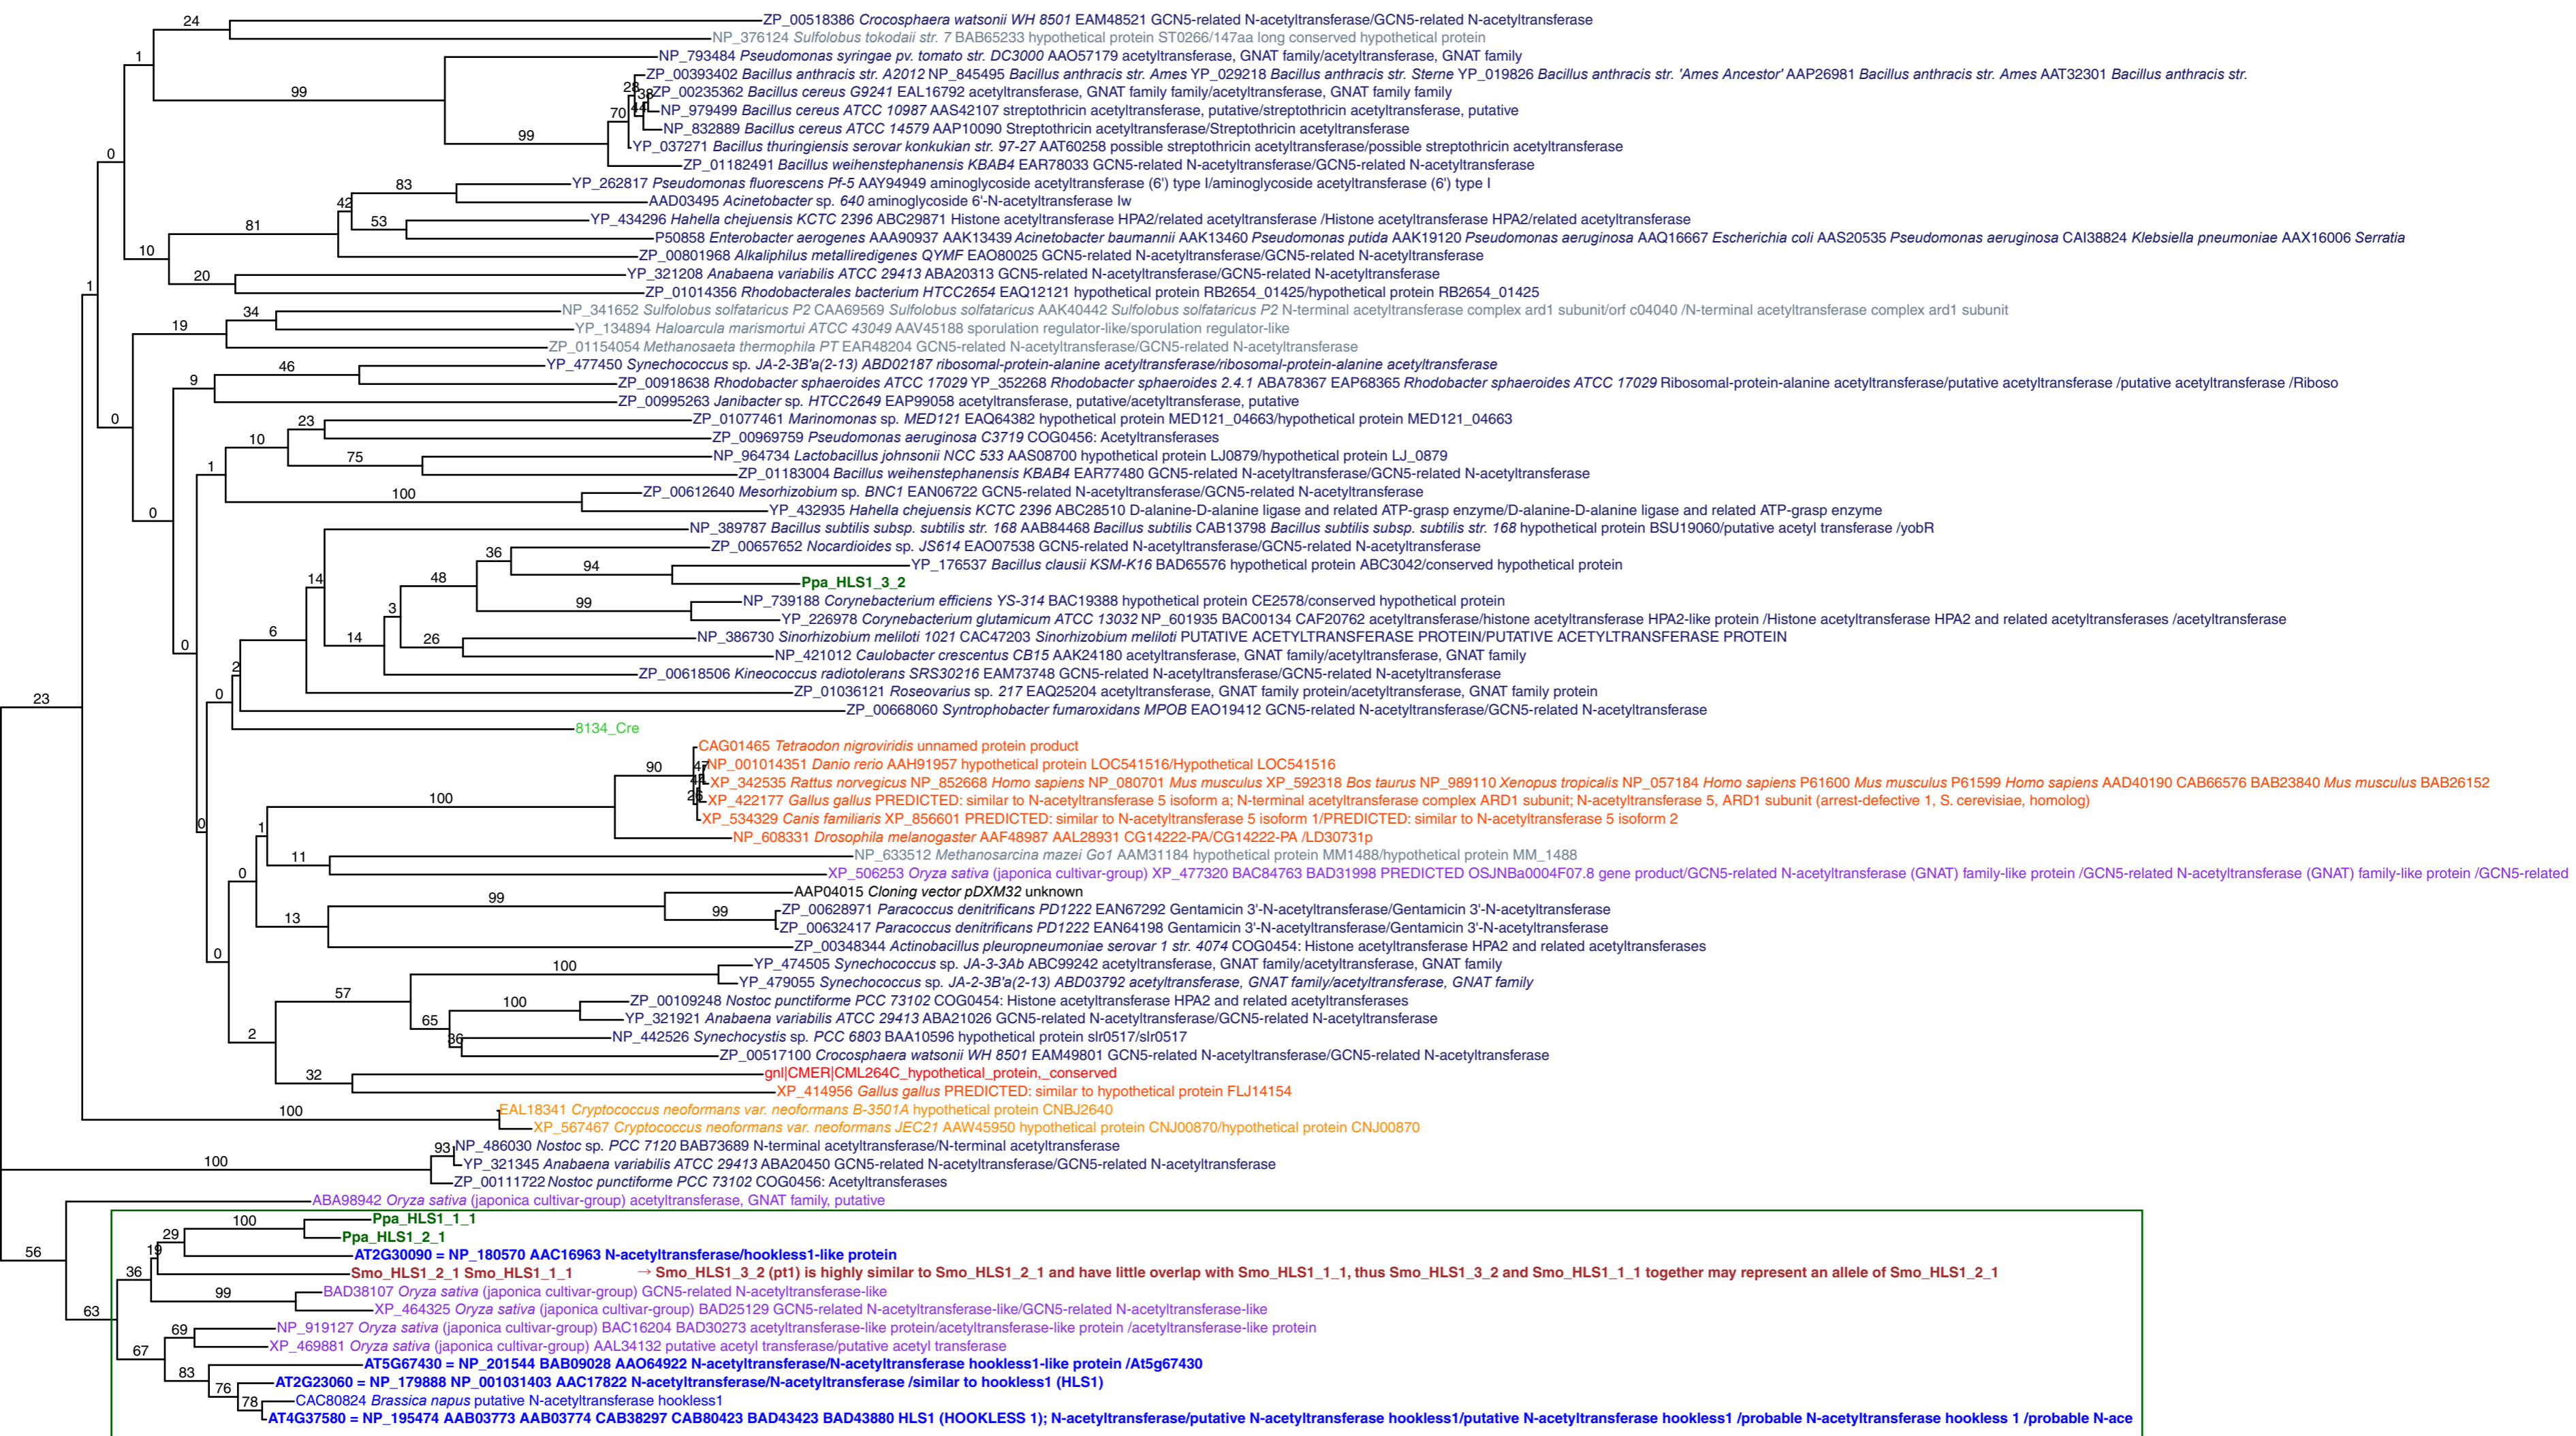 24
ZP_00518386 Crocosphaera watsonii WH 8501 EAM48521 GCN5-related N-acetyltransferase/GCN5-related N-acetyltransferase
NP_376124 Sulfolobus tokodaii str. 7 BAB65233 hypothetical protein ST0266/147aa long conserved hypothetical protein
1
NP_793484 Pseudomonas syringae pv. tomato str. DC3000 AAO57179 acetyltransferase, GNAT family/acetyltransferase, GNAT family
ZP_00393402 Bacillus anthracis str. A2012 NP_845495 Bacillus anthracis str. Ames YP_029218 Bacillus anthracis str. Sterne YP_019826 Bacillus anthracis str. 'Ames Ancestor' AAP26981 Bacillus anthracis str. Ames AAT32301 Bacillus anthracis str.
99 28 38
ZP_00235362 Bacillus cereus G9241 EAL16792 acetyltransferase, GNAT family family/acetyltransferase, GNAT family family
70 44 NP_979499 Bacillus cereus ATCC 10987 AAS42107 streptothricin acetyltransferase, putative/streptothricin acetyltransferase, putative
NP_832889 Bacillus cereus ATCC 14579 AAP10090 Streptothricin acetyltransferase/Streptothricin acetyltransferase
99
YP_037271 Bacillus thuringiensis serovar konkukian str. 97-27 AAT60258 possible streptothricin acetyltransferase/possible streptothricin acetyltransferase
0
ZP_01182491 Bacillus weihenstephanensis KBAB4 EAR78033 GCN5-related N-acetyltransferase/GCN5-related N-acetyltransferase
83
YP_262817 Pseudomonas fluorescens Pf-5 AAY94949 aminoglycoside acetyltransferase (6') type I/aminoglycoside acetyltransferase (6') type I
42
AAD03495 Acinetobacter sp. 640 aminoglycoside 6'-N-acetyltransferase Iw
53
YP_434296 Hahella chejuensis KCTC 2396 ABC29871 Histone acetyltransferase HPA2/related acetyltransferase /Histone acetyltransferase HPA2/related acetyltransferase
81
P50858 Enterobacter aerogenes AAA90937 AAK13439 Acinetobacter baumannii AAK13460 Pseudomonas putida AAK19120 Pseudomonas aeruginosa AAQ16667 Escherichia coli AAS20535 Pseudomonas aeruginosa CAI38824 Klebsiella pneumoniae AAX16006 Serratia
10
ZP_00801968 Alkaliphilus metalliredigenes QYMF EAO80025 GCN5-related N-acetyltransferase/GCN5-related N-acetyltransferase
20
YP_321208 Anabaena variabilis ATCC 29413 ABA20313 GCN5-related N-acetyltransferase/GCN5-related N-acetyltransferase
1
ZP_01014356 Rhodobacterales bacterium HTCC2654 EAQ12121 hypothetical protein RB2654_01425/hypothetical protein RB2654_01425
34
NP_341652 Sulfolobus solfataricus P2 CAA69569 Sulfolobus solfataricus AAK40442 Sulfolobus solfataricus P2 N-terminal acetyltransferase complex ard1 subunit/orf c04040 /N-terminal acetyltransferase complex ard1 subunit
19
YP_134894 Haloarcula marismortui ATCC 43049 AAV45188 sporulation regulator-like/sporulation regulator-like
ZP_01154054 Methanosaeta thermophila PT EAR48204 GCN5-related N-acetyltransferase/GCN5-related N-acetyltransferase
46
YP_477450 Synechococcus sp. JA-2-3B'a(2-13) ABD02187 ribosomal-protein-alanine acetyltransferase/ribosomal-protein-alanine acetyltransferase
9
ZP_00918638 Rhodobacter sphaeroides ATCC 17029 YP_352268 Rhodobacter sphaeroides 2.4.1 ABA78367 EAP68365 Rhodobacter sphaeroides ATCC 17029 Ribosomal-protein-alanine acetyltransferase/putative acetyltransferase /putative acetyltransferase /Riboso
ZP_00995263 Janibacter sp. HTCC2649 EAP99058 acetyltransferase, putative/acetyltransferase, putative
0
23
ZP_01077461 Marinomonas sp. MED121 EAQ64382 hypothetical protein MED121_04663/hypothetical protein MED121_04663
10
ZP_00969759 Pseudomonas aeruginosa C3719 COG0456: Acetyltransferases
75
NP_964734 Lactobacillus johnsonii NCC 533 AAS08700 hypothetical protein LJ0879/hypothetical protein LJ_0879
1
ZP_01183004 Bacillus weihenstephanensis KBAB4 EAR77480 GCN5-related N-acetyltransferase/GCN5-related N-acetyltransferase
100
ZP_00612640 Mesorhizobium sp. BNC1 EAN06722 GCN5-related N-acetyltransferase/GCN5-related N-acetyltransferase
0
YP_432935 Hahella chejuensis KCTC 2396 ABC28510 D-alanine-D-alanine ligase and related ATP-grasp enzyme/D-alanine-D-alanine ligase and related ATP-grasp enzyme
NP_389787 Bacillus subtilis subsp. subtilis str. 168 AAB84468 Bacillus subtilis CAB13798 Bacillus subtilis subsp. subtilis str. 168 hypothetical protein BSU19060/putative acetyl transferase /yobR
36
ZP_00657652 Nocardioides sp. JS614 EAO07538 GCN5-related N-acetyltransferase/GCN5-related N-acetyltransferase
94
YP_176537 Bacillus clausii KSM-K16 BAD65576 hypothetical protein ABC3042/conserved hypothetical protein
14 48
Ppa_HLS1_3_2
99
NP_739188 Corynebacterium efficiens YS-314 BAC19388 hypothetical protein CE2578/conserved hypothetical protein
3
YP_226978 Corynebacterium glutamicum ATCC 13032 NP_601935 BAC00134 CAF20762 acetyltransferase/histone acetyltransferase HPA2-like protein /Histone acetyltransferase HPA2 and related acetyltransferases /acetyltransferase
6 14 26
NP_386730 Sinorhizobium meliloti 1021 CAC47203 Sinorhizobium meliloti PUTATIVE ACETYLTRANSFERASE PROTEIN/PUTATIVE ACETYLTRANSFERASE PROTEIN
0
NP_421012 Caulobacter crescentus CB15 AAK24180 acetyltransferase, GNAT family/acetyltransferase, GNAT family
2
ZP_00618506 Kineococcus radiotolerans SRS30216 EAM73748 GCN5-related N-acetyltransferase/GCN5-related N-acetyltransferase
23 0
ZP_01036121 Roseovarius sp. 217 EAQ25204 acetyltransferase, GNAT family protein/acetyltransferase, GNAT family protein
ZP_00668060 Syntrophobacter fumaroxidans MPOB EAO19412 GCN5-related N-acetyltransferase/GCN5-related N-acetyltransferase
8134_Cre
CAG01465 Tetraodon nigroviridis unnamed protein product
90 47
NP_001014351 Danio rerio AAH91957 hypothetical protein LOC541516/Hypothetical LOC541516
XP_342535 Rattus norvegicus NP_852668 Homo sapiens NP_080701 Mus musculus XP_592318 Bos taurus NP_989110 Xenopus tropicalis NP_057184 Homo sapiens P61600 Mus musculus P61599 Homo sapiens AAD40190 CAB66576 BAB23840 Mus musculus BAB26152
100 26
XP_422177 Gallus gallus PREDICTED: similar to N-acetyltransferase 5 isoform a; N-terminal acetyltransferase complex ARD1 subunit; N-acetyltransferase 5, ARD1 subunit (arrest-defective 1, S. cerevisiae, homolog)
0 1
XP_534329 Canis familiaris XP_856601 PREDICTED: similar to N-acetyltransferase 5 isoform 1/PREDICTED: similar to N-acetyltransferase 5 isoform 2
NP_608331 Drosophila melanogaster AAF48987 AAL28931 CG14222-PA/CG14222-PA /LD30731p
11
NP_633512 Methanosarcina mazei Go1 AAM31184 hypothetical protein MM1488/hypothetical protein MM_1488
0
XP_506253 Oryza sativa (japonica cultivar-group) XP_477320 BAC84763 BAD31998 PREDICTED OSJNBa0004F07.8 gene product/GCN5-related N-acetyltransferase (GNAT) family-like protein /GCN5-related N-acetyltransferase (GNAT) family-like protein /GCN5-related
AAP04015 Cloning vector pDXM32 unknown
99 99
ZP_00628971 Paracoccus denitrificans PD1222 EAN67292 Gentamicin 3'-N-acetyltransferase/Gentamicin 3'-N-acetyltransferase
13
ZP_00632417 Paracoccus denitrificans PD1222 EAN64198 Gentamicin 3'-N-acetyltransferase/Gentamicin 3'-N-acetyltransferase
ZP_00348344 Actinobacillus pleuropneumoniae serovar 1 str. 4074 COG0454: Histone acetyltransferase HPA2 and related acetyltransferases
0 100
YP_474505 Synechococcus sp. JA-3-3Ab ABC99242 acetyltransferase, GNAT family/acetyltransferase, GNAT family
YP_479055 Synechococcus sp. JA-2-3B'a(2-13) ABD03792 acetyltransferase, GNAT family/acetyltransferase, GNAT family
57 100
ZP_00109248 Nostoc punctiforme PCC 73102 COG0454: Histone acetyltransferase HPA2 and related acetyltransferases
65
YP_321921 Anabaena variabilis ATCC 29413 ABA21026 GCN5-related N-acetyltransferase/GCN5-related N-acetyltransferase
2 36
NP_442526 Synechocystis sp. PCC 6803 BAA10596 hypothetical protein slr0517/slr0517
ZP_00517100 Crocosphaera watsonii WH 8501 EAM49801 GCN5-related N-acetyltransferase/GCN5-related N-acetyltransferase
32
gnl|CMER|CML264C_hypothetical_protein,_conserved
XP_414956 Gallus gallus PREDICTED: similar to hypothetical protein FLJ14154
100
EAL18341 Cryptococcus neoformans var. neoformans B-3501A hypothetical protein CNBJ2640
XP_567467 Cryptococcus neoformans var. neoformans JEC21 AAW45950 hypothetical protein CNJ00870/hypothetical protein CNJ00870
93
NP_486030 Nostoc sp. PCC 7120 BAB73689 N-terminal acetyltransferase/N-terminal acetyltransferase
100
YP_321345 Anabaena variabilis ATCC 29413 ABA20450 GCN5-related N-acetyltransferase/GCN5-related N-acetyltransferase
ZP_00111722 Nostoc punctiforme PCC 73102 COG0456: Acetyltransferases
ABA98942 Oryza sativa (japonica cultivar-group) acetyltransferase, GNAT family, putative
100
Ppa_HLS1_1_1
29
Ppa_HLS1_2_1
56 19
AT2G30090 = NP_180570 AAC16963 N-acetyltransferase/hookless1-like protein
36
Smo_HLS1_2_1 Smo_HLS1_1_1 → Smo_HLS1_3_2 (pt1) is highly similar to Smo_HLS1_2_1 and have little overlap with Smo_HLS1_1_1, thus Smo_HLS1_3_2 and Smo_HLS1_1_1 together may represent an allele of Smo_HLS1_2_1
99
BAD38107 Oryza sativa (japonica cultivar-group) GCN5-related N-acetyltransferase-like
63
XP_464325 Oryza sativa (japonica cultivar-group) BAD25129 GCN5-related N-acetyltransferase-like/GCN5-related N-acetyltransferase-like
69
NP_919127 Oryza sativa (japonica cultivar-group) BAC16204 BAD30273 acetyltransferase-like protein/acetyltransferase-like protein /acetyltransferase-like protein
67
XP_469881 Oryza sativa (japonica cultivar-group) AAL34132 putative acetyl transferase/putative acetyl transferase
83
AT5G67430 = NP_201544 BAB09028 AAO64922 N-acetyltransferase/N-acetyltransferase hookless1-like protein /At5g67430
76
AT2G23060 = NP_179888 NP_001031403 AAC17822 N-acetyltransferase/N-acetyltransferase /similar to hookless1 (HLS1)
78
CAC80824 Brassica napus putative N-acetyltransferase hookless1
AT4G37580 = NP_195474 AAB03773 AAB03774 CAB38297 CAB80423 BAD43423 BAD43880 HLS1 (HOOKLESS 1); N-acetyltransferase/putative N-acetyltransferase hookless1/putative N-acetyltransferase hookless1 /probable N-acetyltransferase hookless 1 /probable N-ace